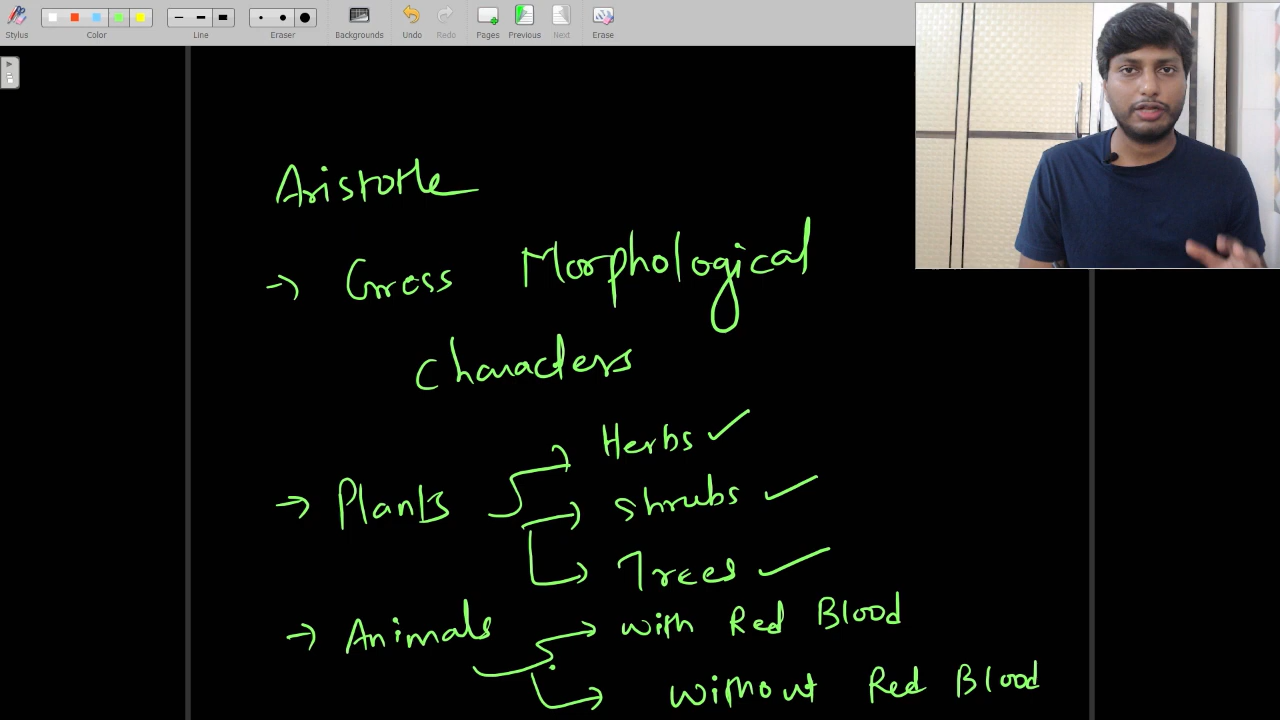 Stylus Color Line Eraser Backgrounds Undo Redo Pages Previous Next Erase
Aristotle
→ Gross Morphological
characters
→ Plants → Herbs ✓
→ shrubs ✓
→ Trees ✓
→ Animals → with Red Blood
→ without Red Blood